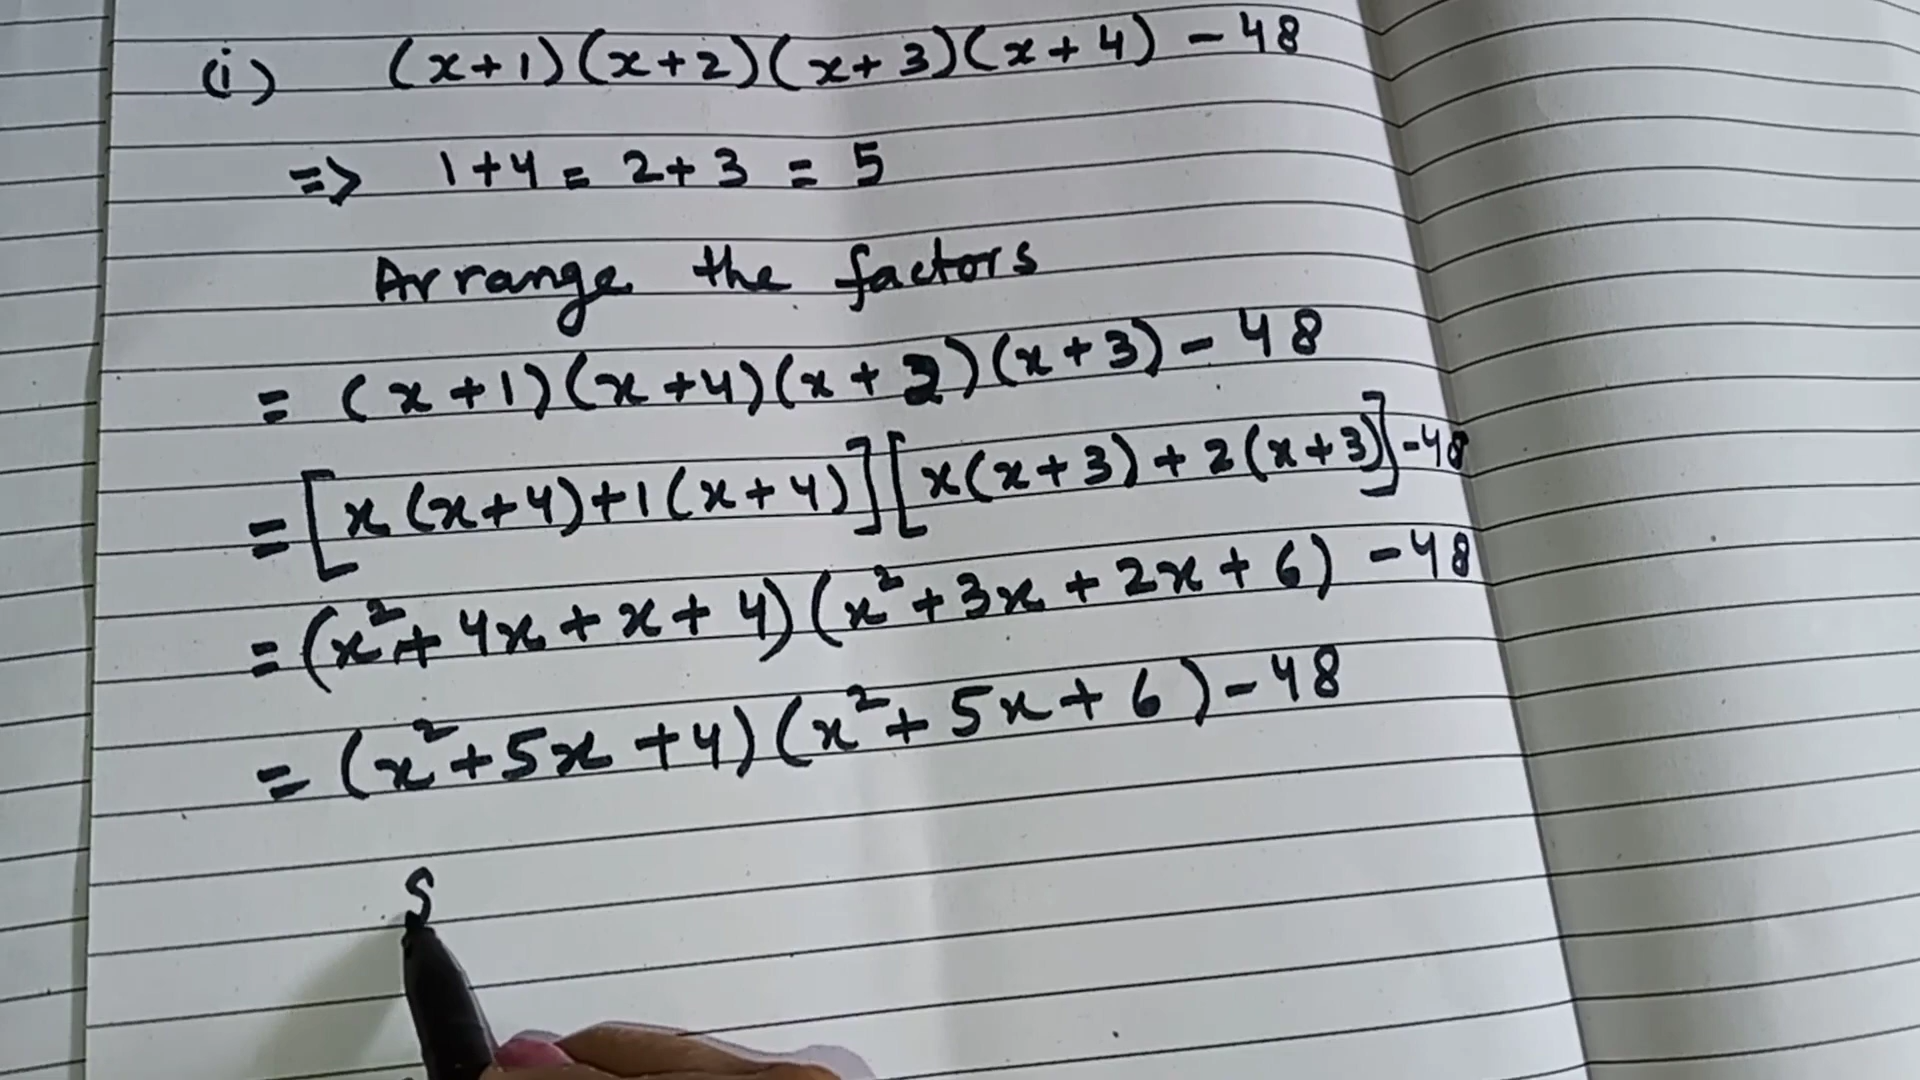 (i) (x+1)(x+2)(x+3)(x+4) - 48
=> 1+4 = 2+3 = 5
Arrange the factors
= (x+1)(x+4)(x+2)(x+3) - 48
= [x(x+4)+1(x+4)][x(x+3)+2(x+3)] - 48
= (x²+4x+x+4)(x²+3x+2x+6) - 48
= (x²+5x+4)(x²+5x+6) - 48
S